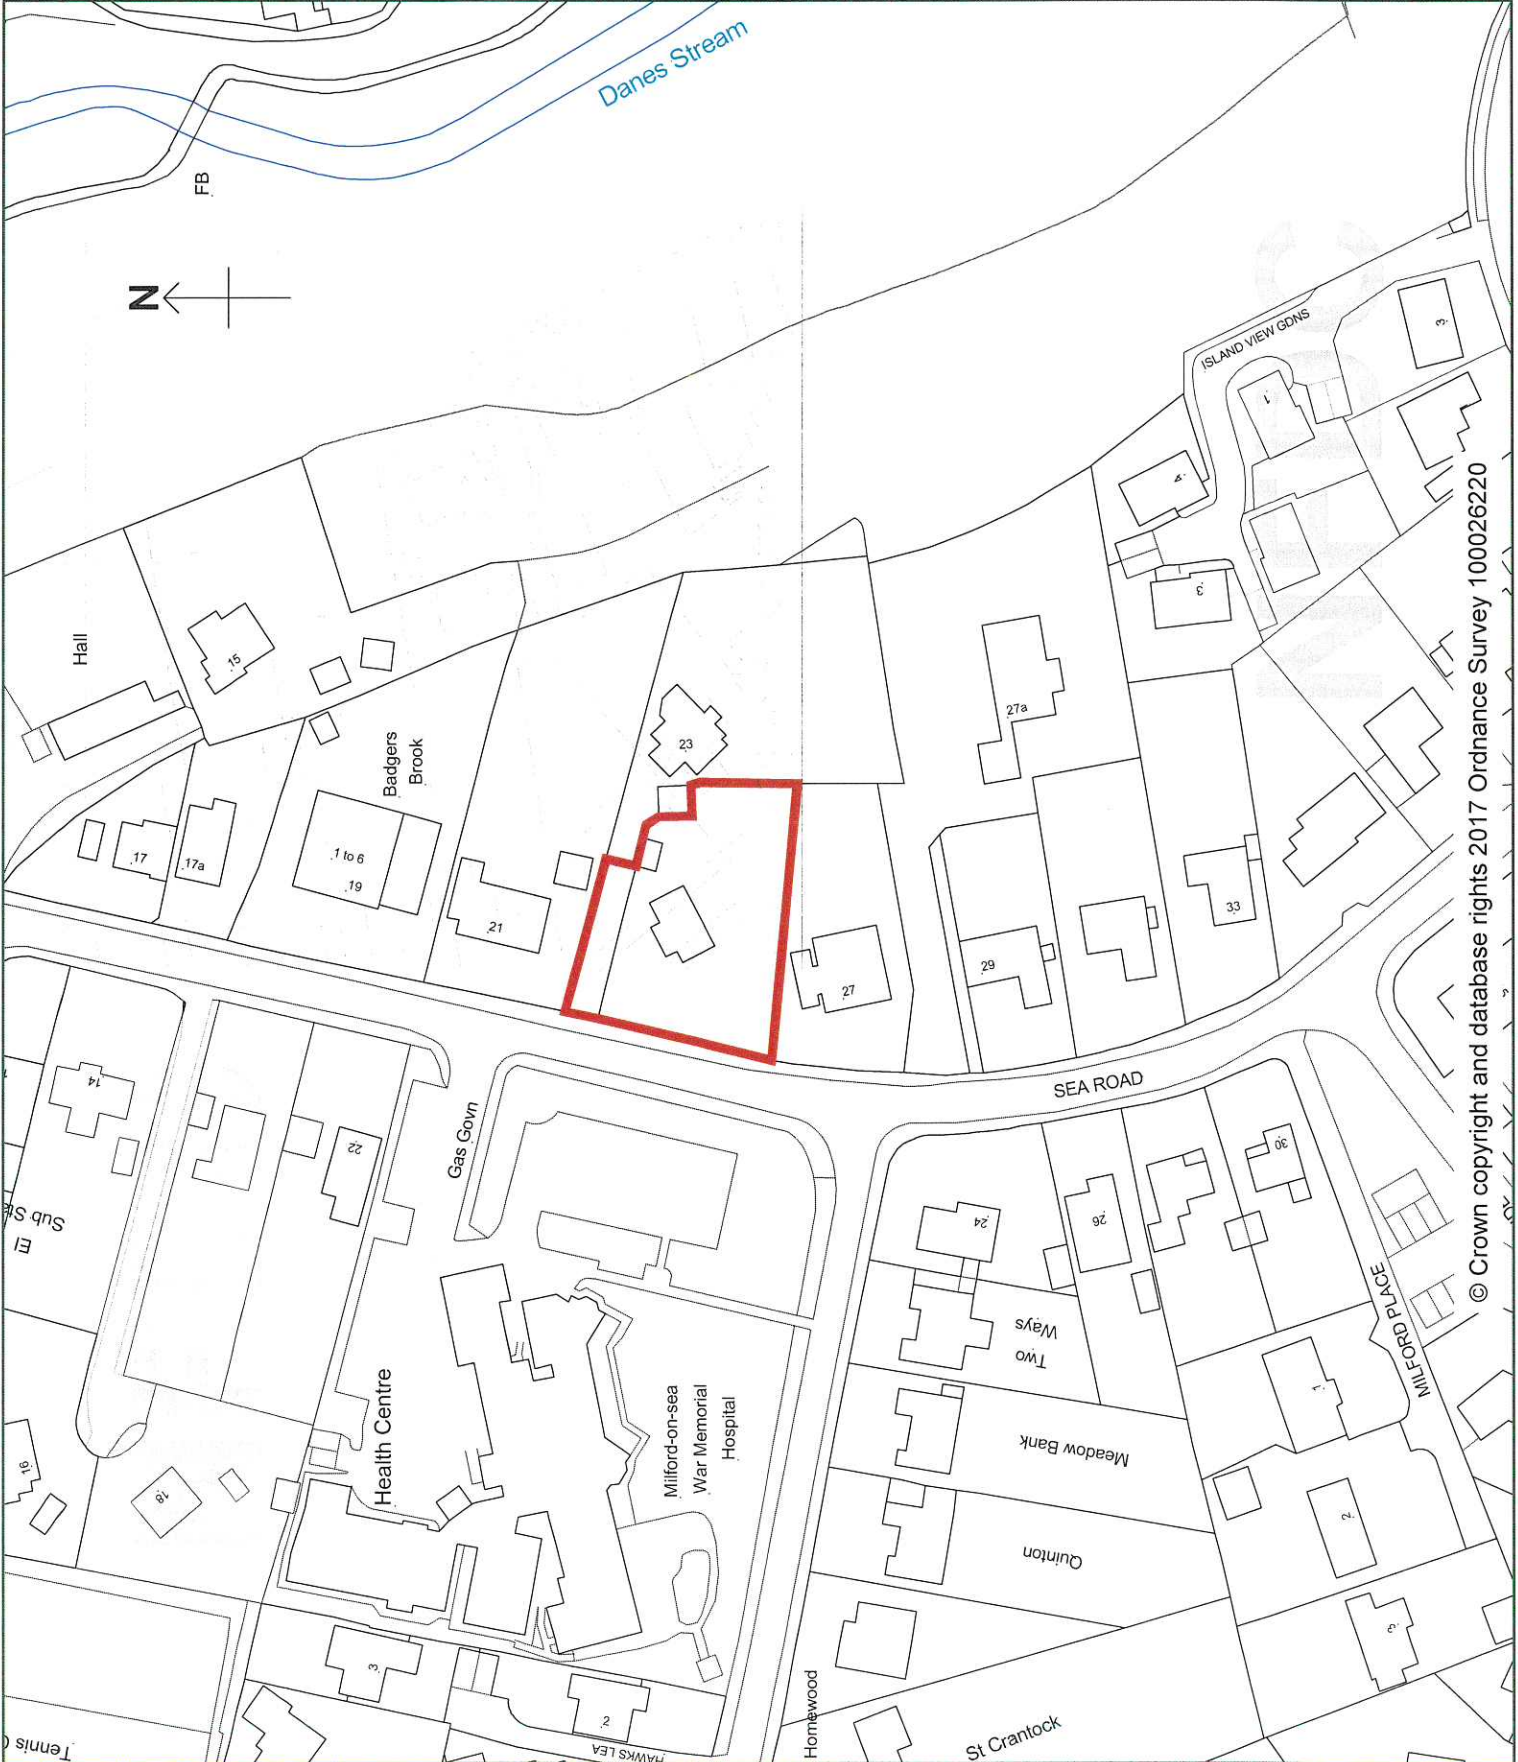 Danes Stream
FB
N
ISLAND VIEW GDNS
3
1
4
3
Hall
15
Badgers
Brook
23
27a
17
17a
1 to 6
19
21
27
29
33
SEA ROAD
14
22
Gas Govn
El
Sub Sta
24
26
30
Two
Ways
MILFORD PLACE
Health Centre
Milford-on-sea
War Memorial
Hospital
Meadow Bank
Quinton
1
2
3
16
18
3
2
HAWKS LEA
Homewood
St Crantock
Tennis
© Crown copyright and database rights 2017 Ordnance Survey 100026220